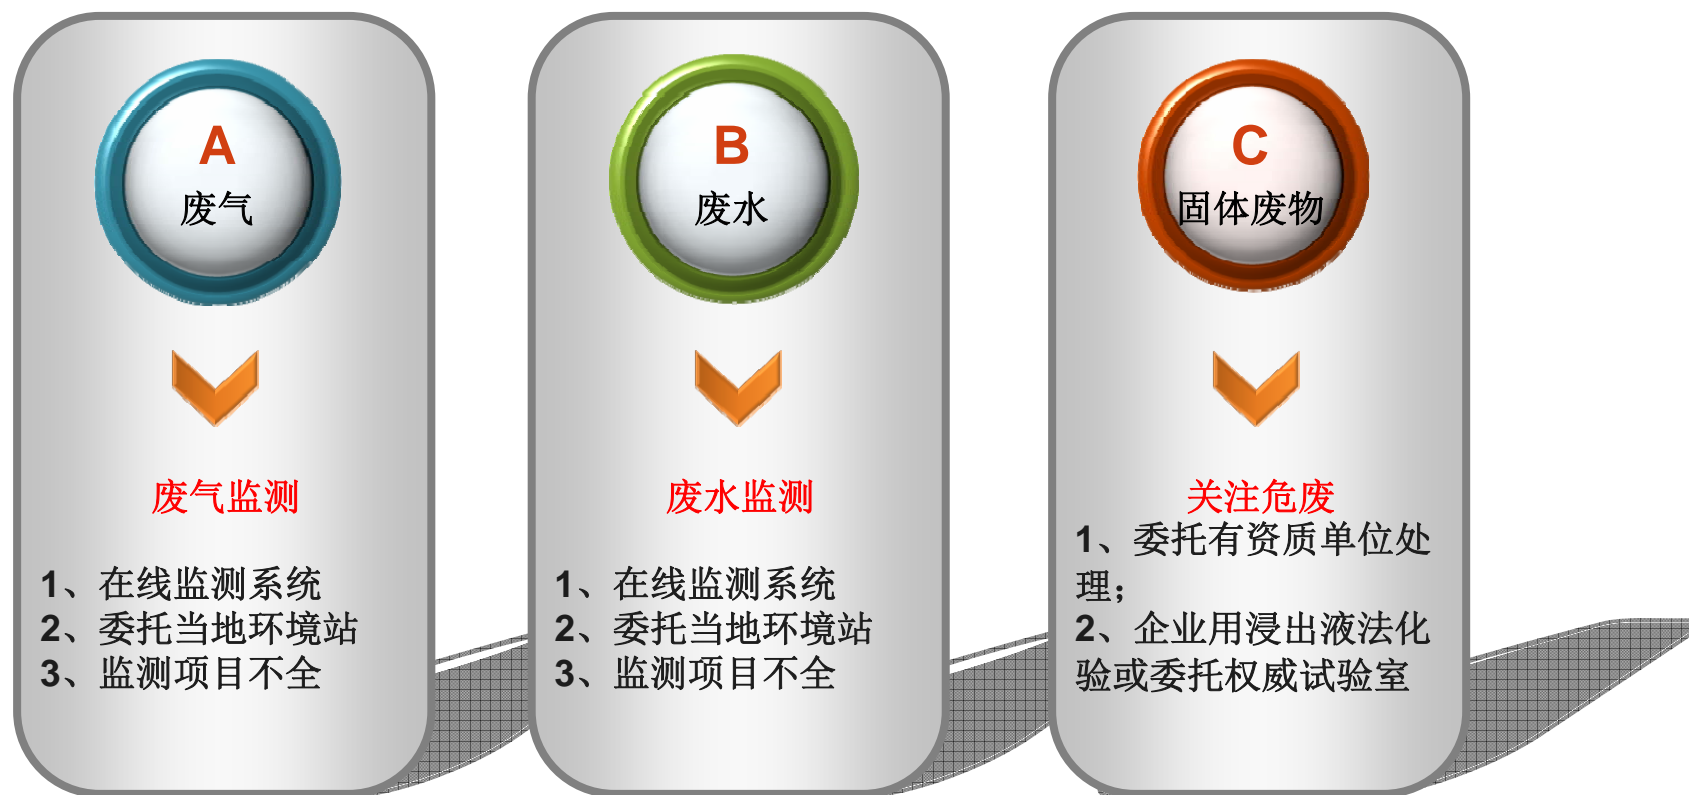 A
废气
废气监测
1、在线监测系统
2、委托当地环境站
3、监测项目不全
B
废水
废水监测
1、在线监测系统
2、委托当地环境站
3、监测项目不全
C
固体废物
关注危废
1、委托有资质单位处
理；
2、企业用浸出液法化
验或委托权威试验室